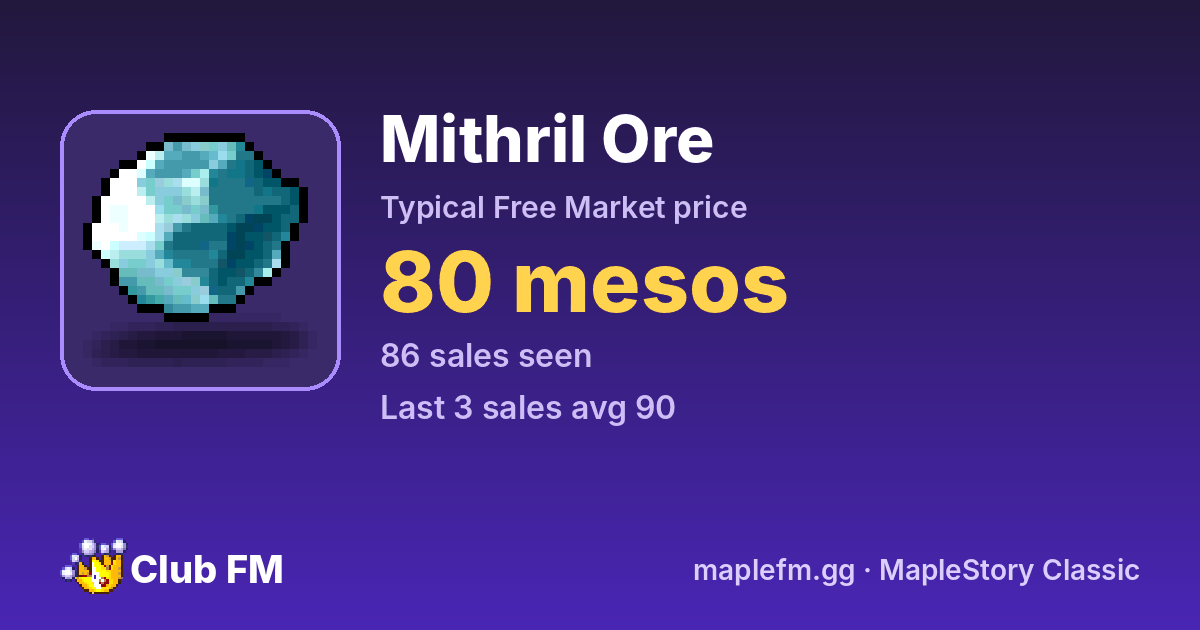 Mithril Ore
Typical Free Market price
80 mesos
86 sales seen
Last 3 sales avg 90
Club FM
maplefm.gg · MapleStory Classic